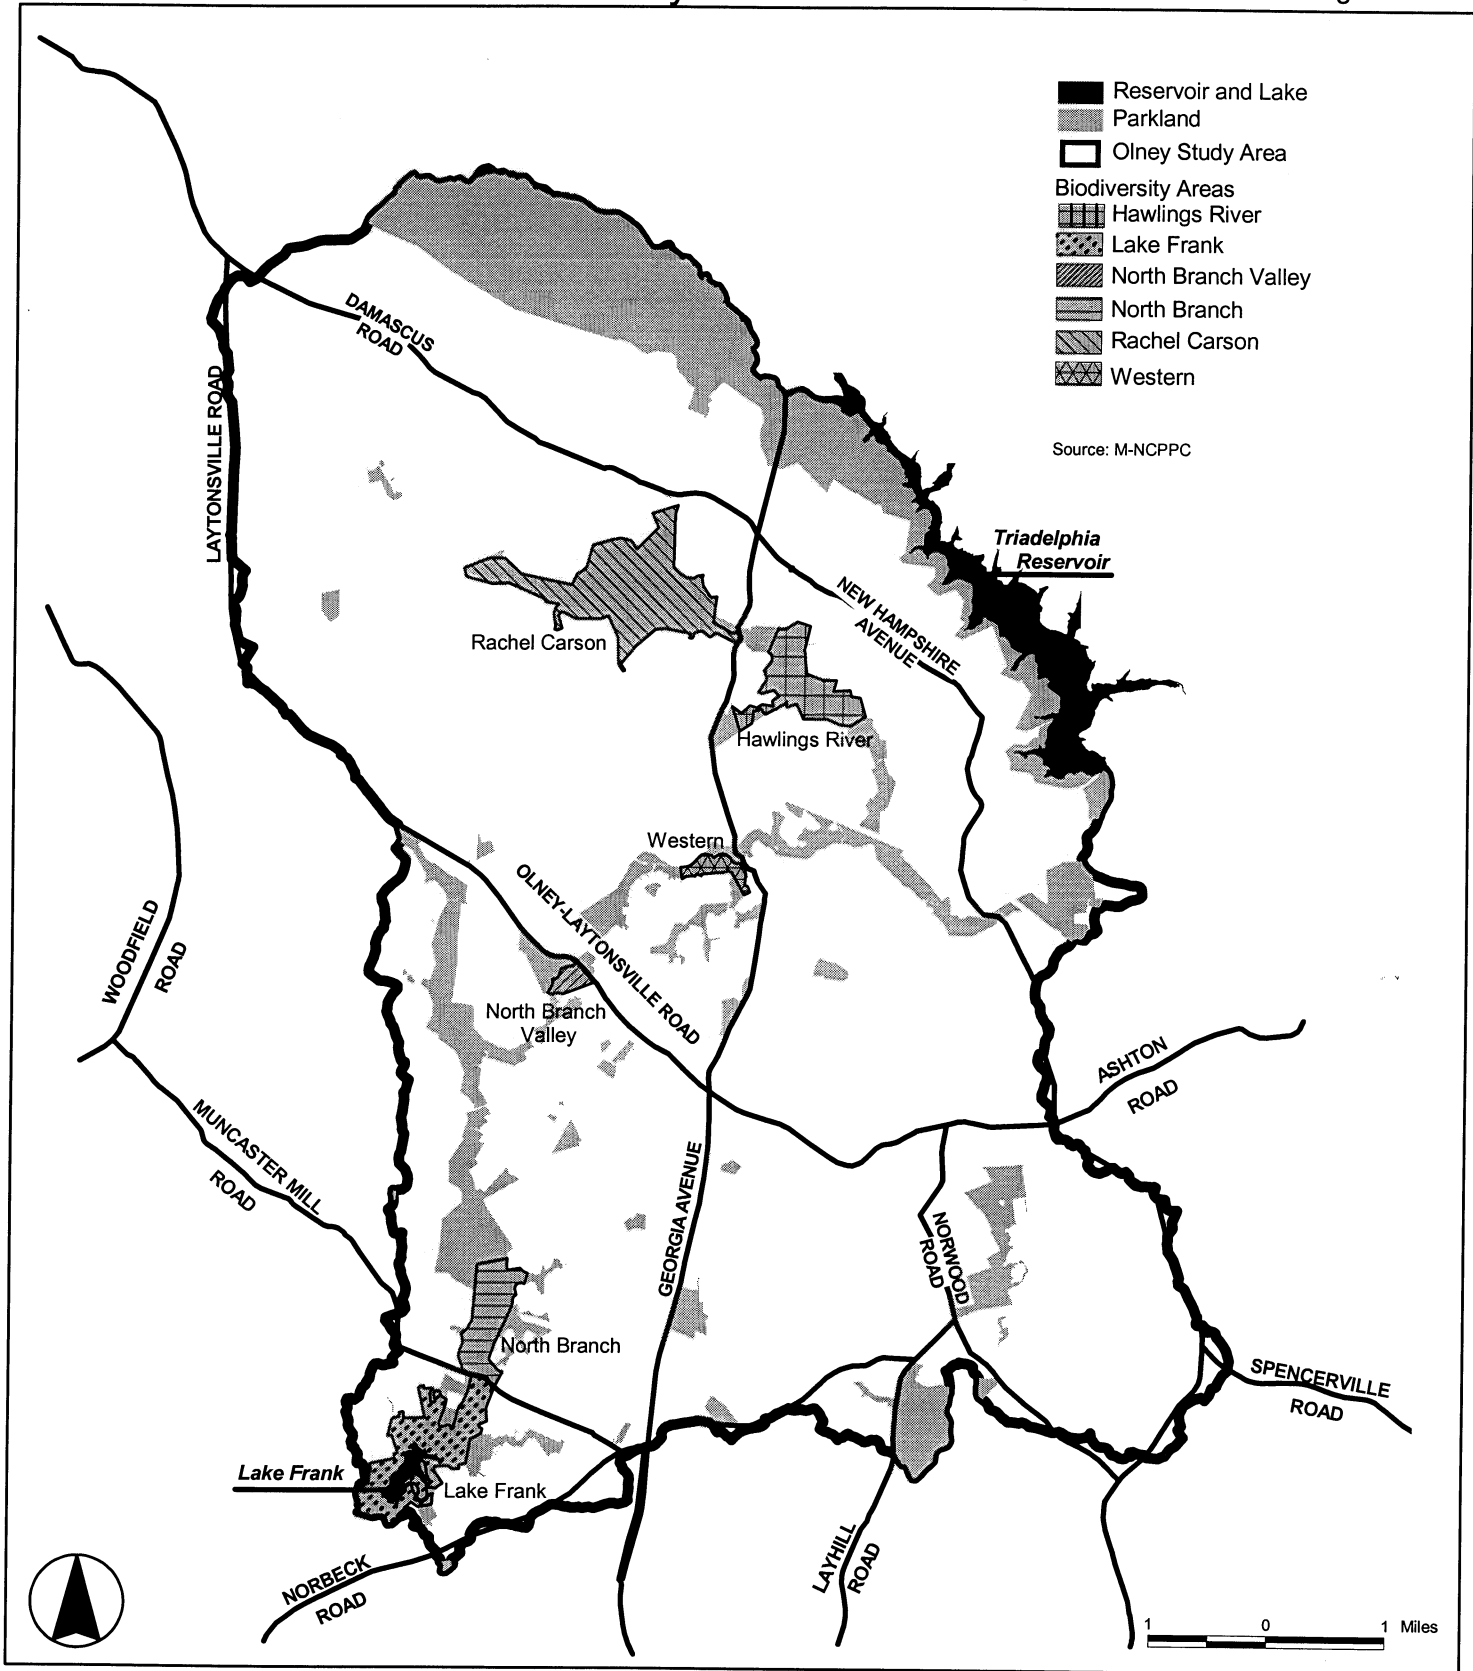 Reservoir and Lake
Parkland
Olney Study Area
Biodiversity Areas
Hawlings River
Lake Frank
North Branch Valley
North Branch
Rachel Carson
Western
Source: M-NCPPC
DAMASCUS
ROAD
LAYTONSVILLE ROAD
Triadelphia
Reservoir
NEW HAMPSHIRE
AVENUE
Rachel Carson
Hawlings River
Western
OLNEY-LAYTONSVILLE ROAD
WOODFIELD
ROAD
North Branch
Valley
ASHTON
ROAD
MUNCASTER MILL
ROAD
GEORGIA AVENUE
NORWOOD
ROAD
North Branch
SPENCERVILLE
ROAD
Lake Frank
Lake Frank
NORBECK
ROAD
LAYHILL
ROAD
1 0 1 Miles